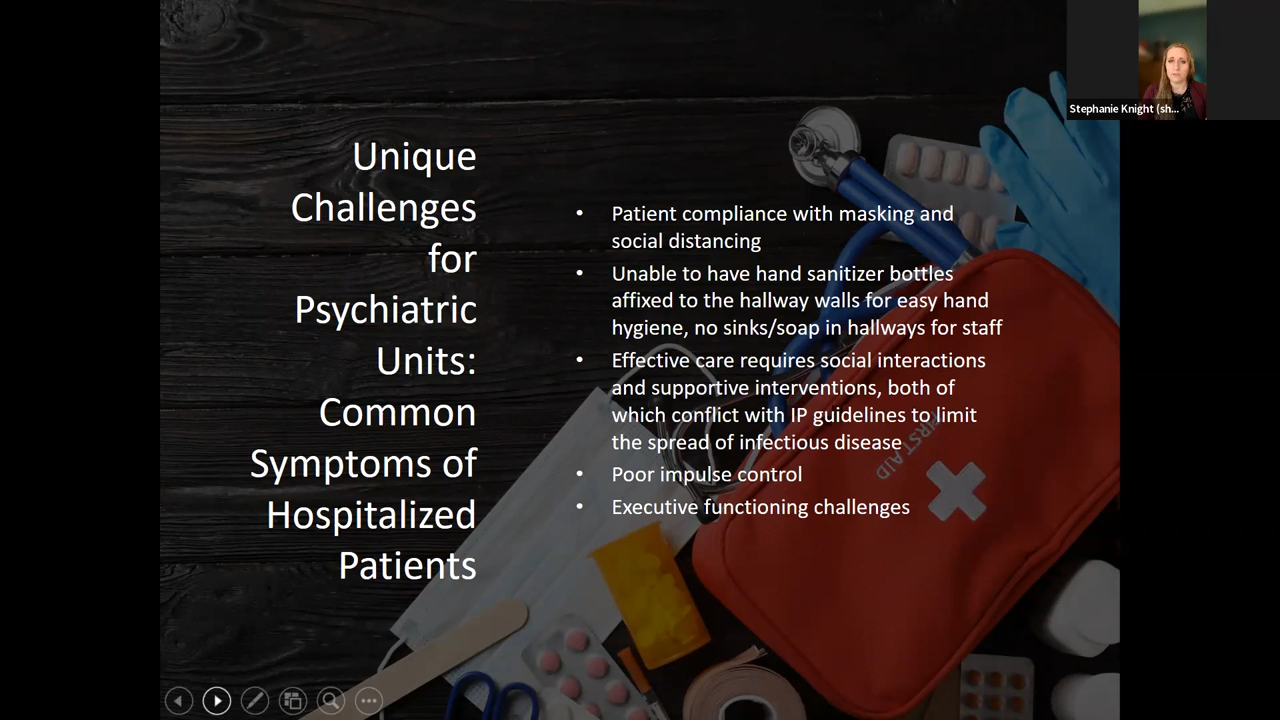 Stephanie Knight (sh...
Unique
Challenges
for
Psychiatric
Units:
Common
Symptoms of
Hospitalized
Patients
• Patient compliance with masking and
social distancing
• Unable to have hand sanitizer bottles
affixed to the hallway walls for easy hand
hygiene, no sinks/soap in hallways for staff
• Effective care requires social interactions
and supportive interventions, both of
which conflict with IP guidelines to limit
the spread of infectious disease
• Poor impulse control
• Executive functioning challenges
FIRST AID